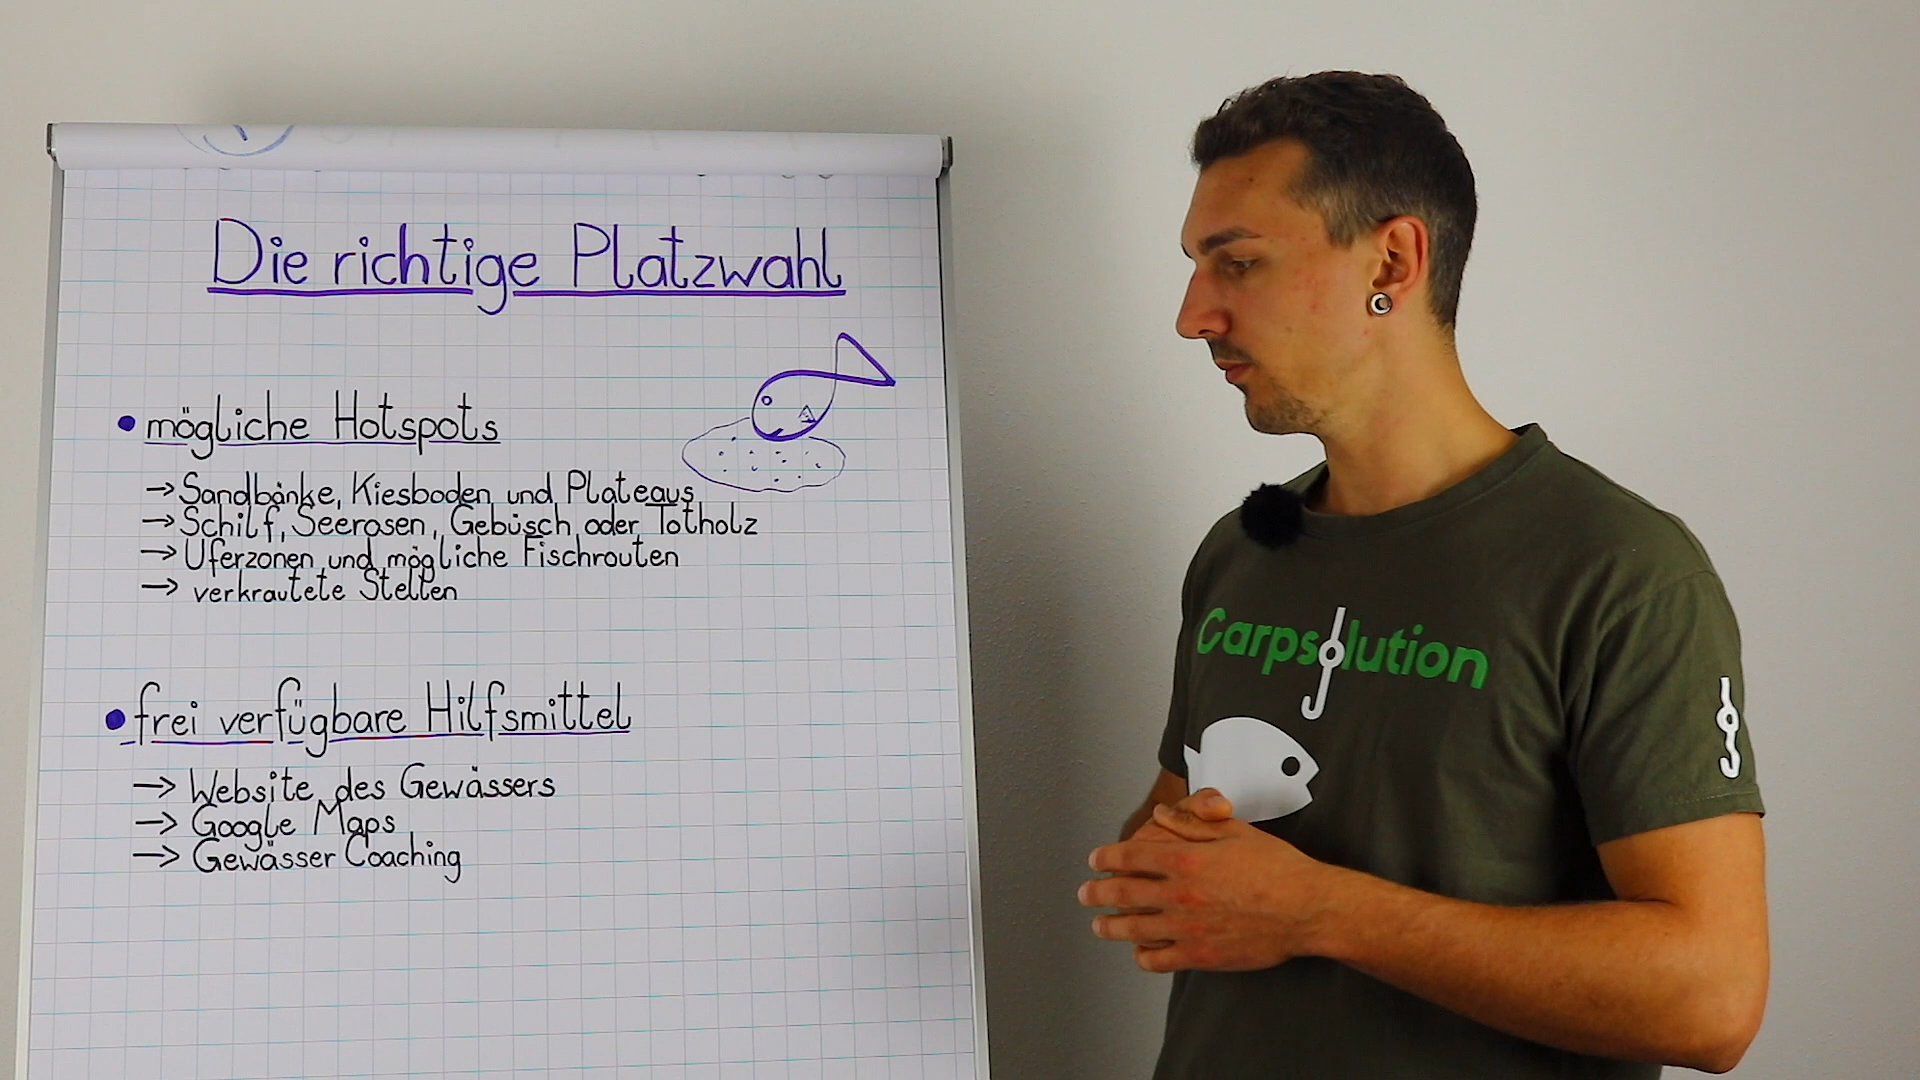 Die richtige Platzwahl
mögliche Hotspots
→ Sandbänke, Kiesboden und Plateaus
→ Schilf, Seerosen, Gebüsch oder Totholz
→ Uferzonen und mögliche Fischrouten
→ verkrautete Stellen
frei verfügbare Hilfsmittel
→ Website des Gewässers
→ Google Maps
→ Gewässer Coaching
Carpsolution